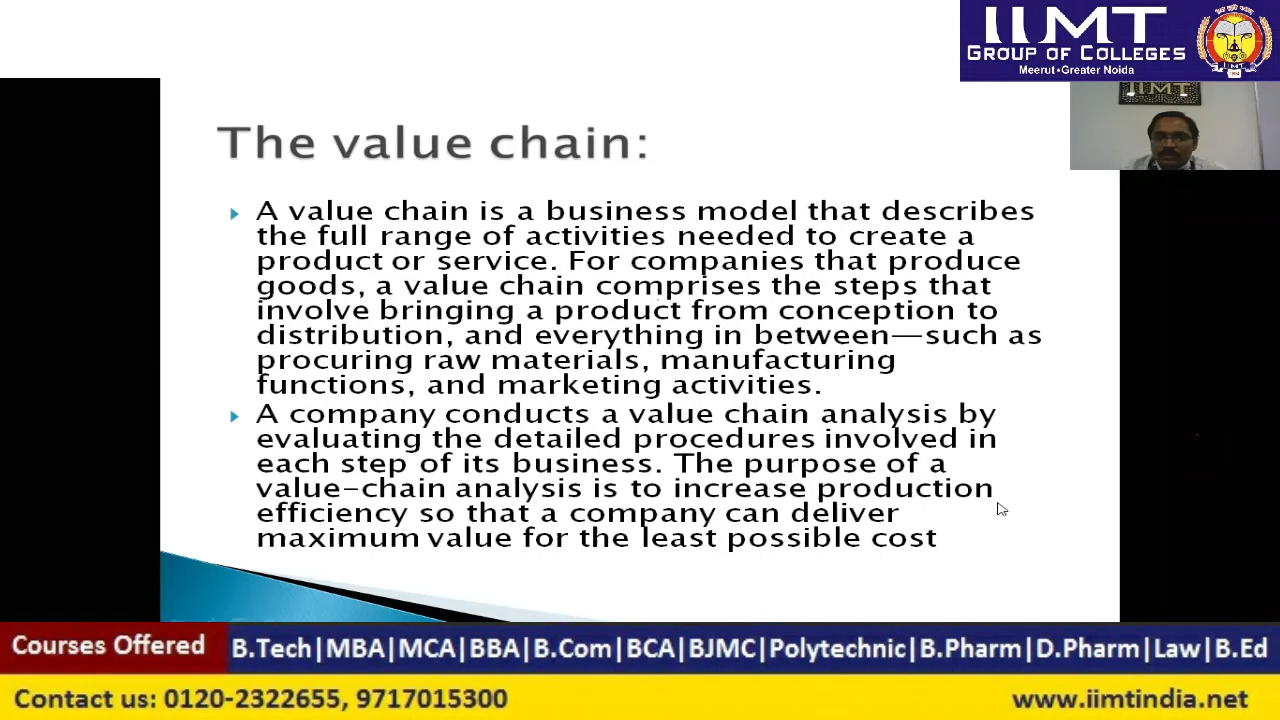 IIMT
GROUP OF COLLEGES
Meerut•Greater Noida
IIMT
The value chain:
A value chain is a business model that describes
the full range of activities needed to create a
product or service. For companies that produce
goods, a value chain comprises the steps that
involve bringing a product from conception to
distribution, and everything in between—such as
procuring raw materials, manufacturing
functions, and marketing activities.
A company conducts a value chain analysis by
evaluating the detailed procedures involved in
each step of its business. The purpose of a
value-chain analysis is to increase production
efficiency so that a company can deliver
maximum value for the least possible cost
Courses Offered
B.Tech|MBA|MCA|BBA|B.Com|BCA|BJMC|Polytechnic|B.Pharm|D.Pharm|Law|B.Ed
Contact us: 0120-2322655, 9717015300
www.iimtindia.net